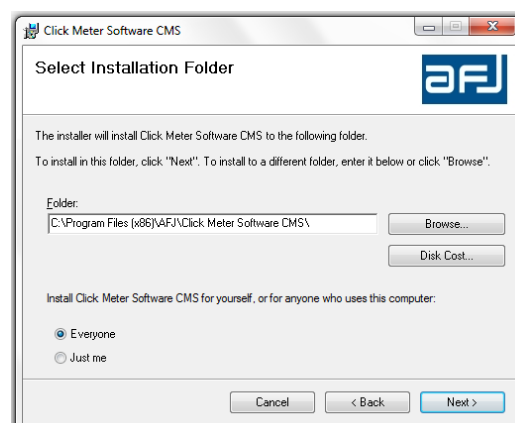 Click Meter Software CMS
Select Installation Folder
afj
The installer will install Click Meter Software CMS to the following folder.
To install in this folder, click "Next". To install to a different folder, enter it below or click "Browse".
Folder:
C:\Program Files (x86)\AFJ\Click Meter Software CMS\
Browse...
Disk Cost...
Install Click Meter Software CMS for yourself, or for anyone who uses this computer:
Everyone
Just me
Cancel
< Back
Next >